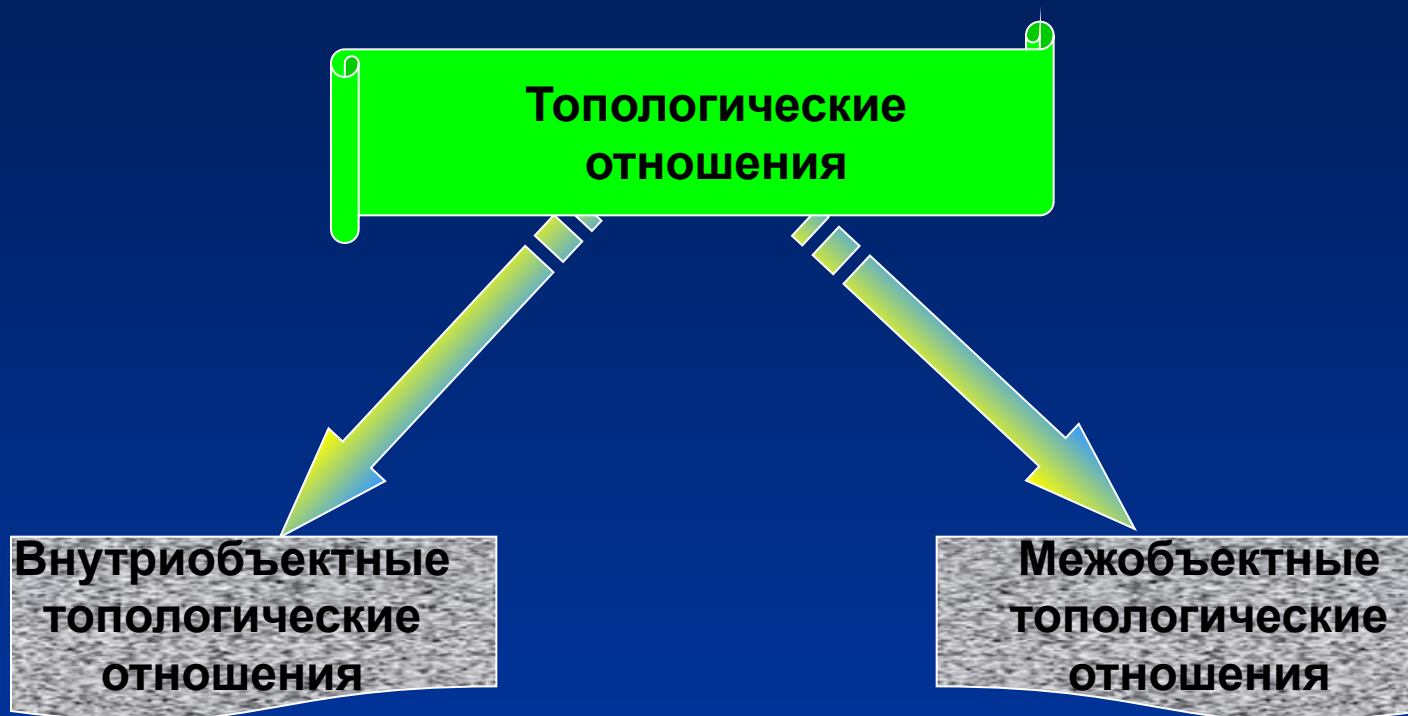 Топологические
отношения
Внутриобъектные
топологические
отношения
Межобъектные
топологические
отношения